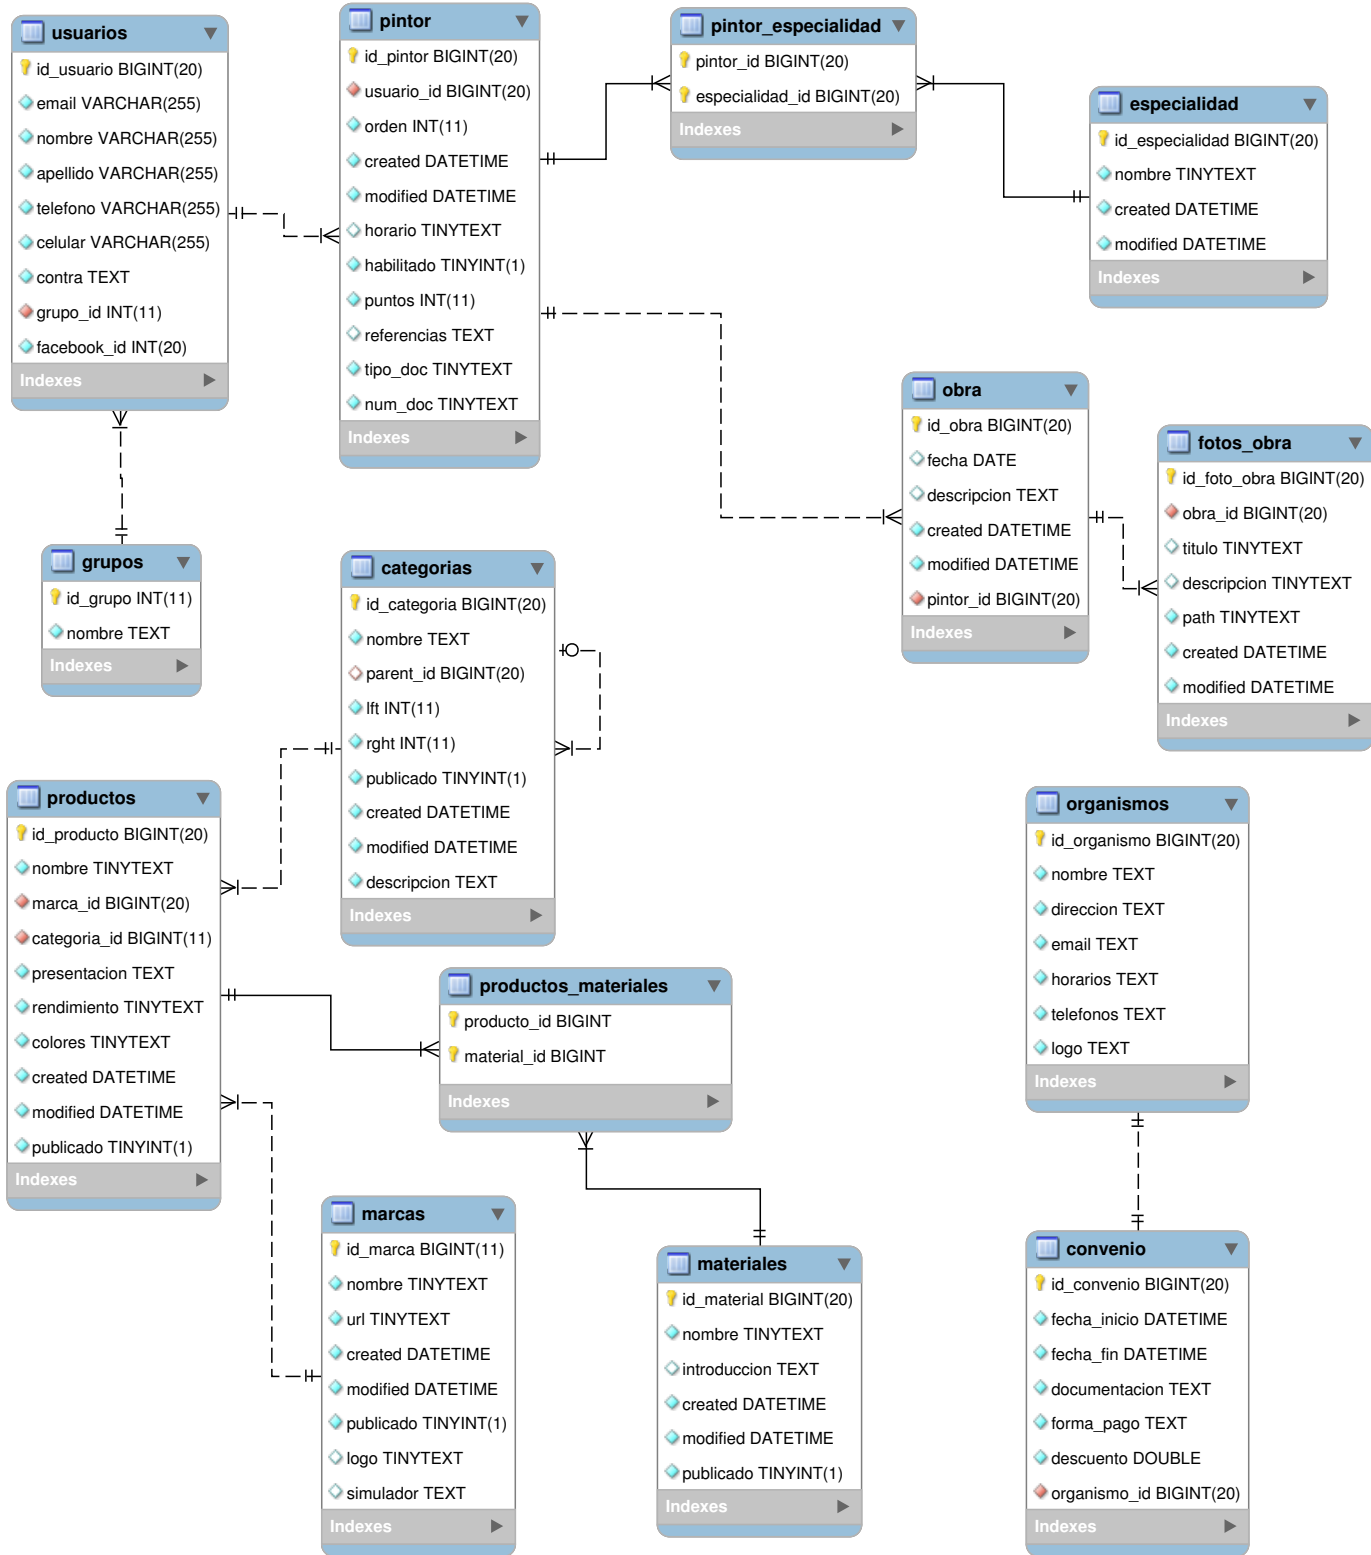 usuarios
id_usuario BIGINT(20)
email VARCHAR(255)
nombre VARCHAR(255)
apellido VARCHAR(255)
telefono VARCHAR(255)
celular VARCHAR(255)
contra TEXT
grupo_id INT(11)
facebook_id INT(20)
Indexes
pintor
id_pintor BIGINT(20)
usuario_id BIGINT(20)
orden INT(11)
created DATETIME
modified DATETIME
horario TINYTEXT
habilitado TINYINT(1)
puntos INT(11)
referencias TEXT
tipo_doc TINYTEXT
num_doc TINYTEXT
Indexes
pintor_especialidad
pintor_id BIGINT(20)
especialidad_id BIGINT(20)
Indexes
especialidad
id_especialidad BIGINT(20)
nombre TINYTEXT
created DATETIME
modified DATETIME
Indexes
obra
id_obra BIGINT(20)
fecha DATE
descripcion TEXT
created DATETIME
modified DATETIME
pintor_id BIGINT(20)
Indexes
fotos_obra
id_foto_obra BIGINT(20)
obra_id BIGINT(20)
titulo TINYTEXT
descripcion TINYTEXT
path TINYTEXT
created DATETIME
modified DATETIME
Indexes
grupos
id_grupo INT(11)
nombre TEXT
Indexes
categorias
id_categoria BIGINT(20)
nombre TEXT
parent_id BIGINT(20)
lft INT(11)
rght INT(11)
publicado TINYINT(1)
created DATETIME
modified DATETIME
descripcion TEXT
Indexes
productos
id_producto BIGINT(20)
nombre TINYTEXT
marca_id BIGINT(20)
categoria_id BIGINT(11)
presentacion TEXT
rendimiento TINYTEXT
colores TINYTEXT
created DATETIME
modified DATETIME
publicado TINYINT(1)
Indexes
productos_materiales
producto_id BIGINT
material_id BIGINT
Indexes
organismos
id_organismo BIGINT(20)
nombre TEXT
direccion TEXT
email TEXT
horarios TEXT
telefonos TEXT
logo TEXT
Indexes
marcas
id_marca BIGINT(11)
nombre TINYTEXT
url TINYTEXT
created DATETIME
modified DATETIME
publicado TINYINT(1)
logo TINYTEXT
simulador TEXT
Indexes
materiales
id_material BIGINT(20)
nombre TINYTEXT
introduccion TEXT
created DATETIME
modified DATETIME
publicado TINYINT(1)
Indexes
convenio
id_convenio BIGINT(20)
fecha_inicio DATETIME
fecha_fin DATETIME
documentacion TEXT
forma_pago TEXT
descuento DOUBLE
organismo_id BIGINT(20)
Indexes